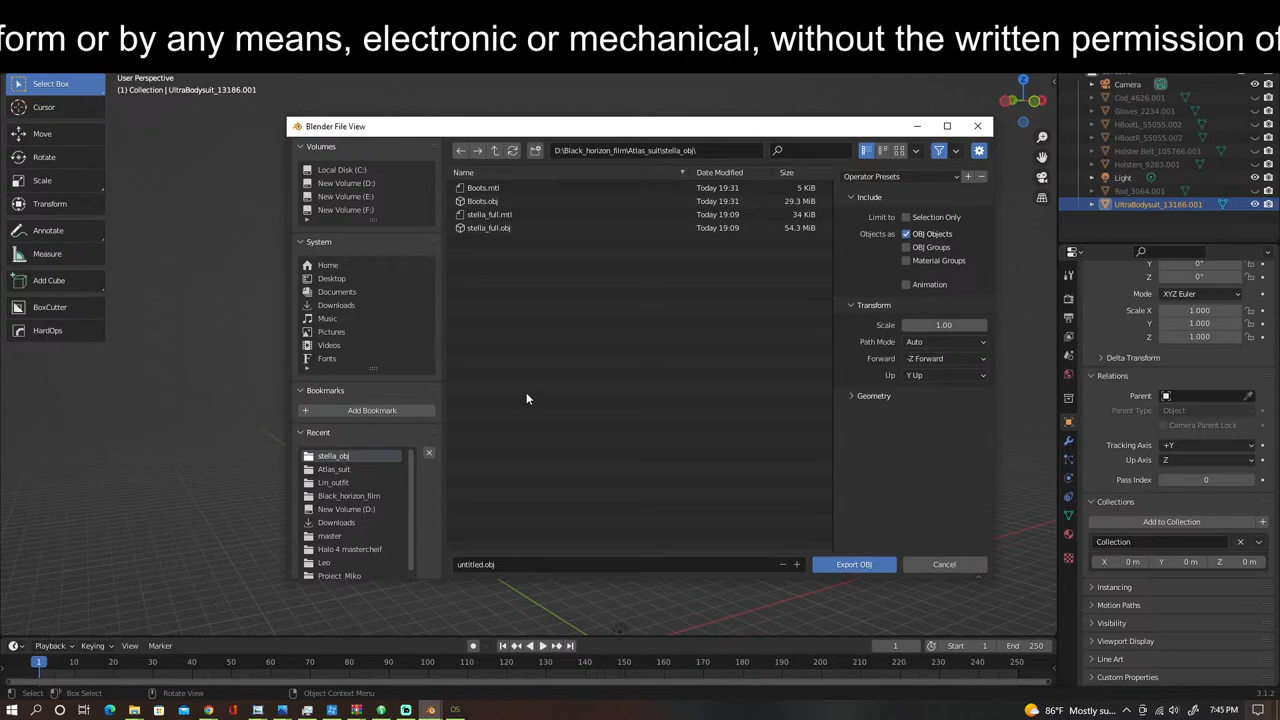 form or by any means, electronic or mechanical, without the written permission of
Select Box
Cursor
Move
Rotate
Scale
Transform
Annotate
Measure
Add Cube
BoxCutter
HardOps
User Perspective
(1) Collection | UltraBodysuit_13186.001
Blender File View
Volumes
Local Disk (C:)
New Volume (D:)
New Volume (E:)
New Volume (F:)
System
Home
Desktop
Documents
Downloads
Music
Pictures
Videos
Fonts
Bookmarks
Add Bookmark
Recent
stella_obj
Atlas_suit
Lin_outfit
Black_horizon_film
New Volume (D:)
Downloads
master
Halo 4 mastercheif
Leo
Project_Miko
D:\Black_horizon_film\Atlas_suit\stella_obj\
Name Date Modified Size
Boots.mtl Today 19:31 5 KiB
Boots.obj Today 19:31 29.3 MiB
stella_full.mtl Today 19:09 34 KiB
stella_full.obj Today 19:09 54.3 MiB
untitled.obj
Operator Presets
Include
Limit to Selection Only
Objects as OBJ Objects
OBJ Groups
Material Groups
Animation
Transform
Scale 1.00
Path Mode Auto
Forward -Z Forward
Up Y Up
Geometry
Export OBJ Cancel
Camera
Cod_4626.001
Gloves_2234.001
HBootL_55055.002
HBootR_55055.001
Holster Belt_105766.001
Holsters_9283.001
Light
Rod_3064.001
UltraBodysuit_13186.001
Y 0°
Z 0°
Mode XYZ Euler
Scale X 1.000
Y 1.000
Z 1.000
Delta Transform
Relations
Parent
Parent Type Object
Camera Parent Lock
Tracking Axis +Y
Up Axis Z
Pass Index 0
Collections
Add to Collection
Collection
X 0 m Y 0 m Z 0 m
Instancing
Motion Paths
Visibility
Viewport Display
Line Art
Custom Properties
Playback Keying View Marker
1 Start 1 End 250
1 10 20 30 40 50 60 70 80 90 100 110 120 130 140 150 160 170 180 190 200 210 220 230 240 250
Select Box Select Rotate View Object Context Menu 3.1.2
DS
86°F Mostly su... 7:45 PM